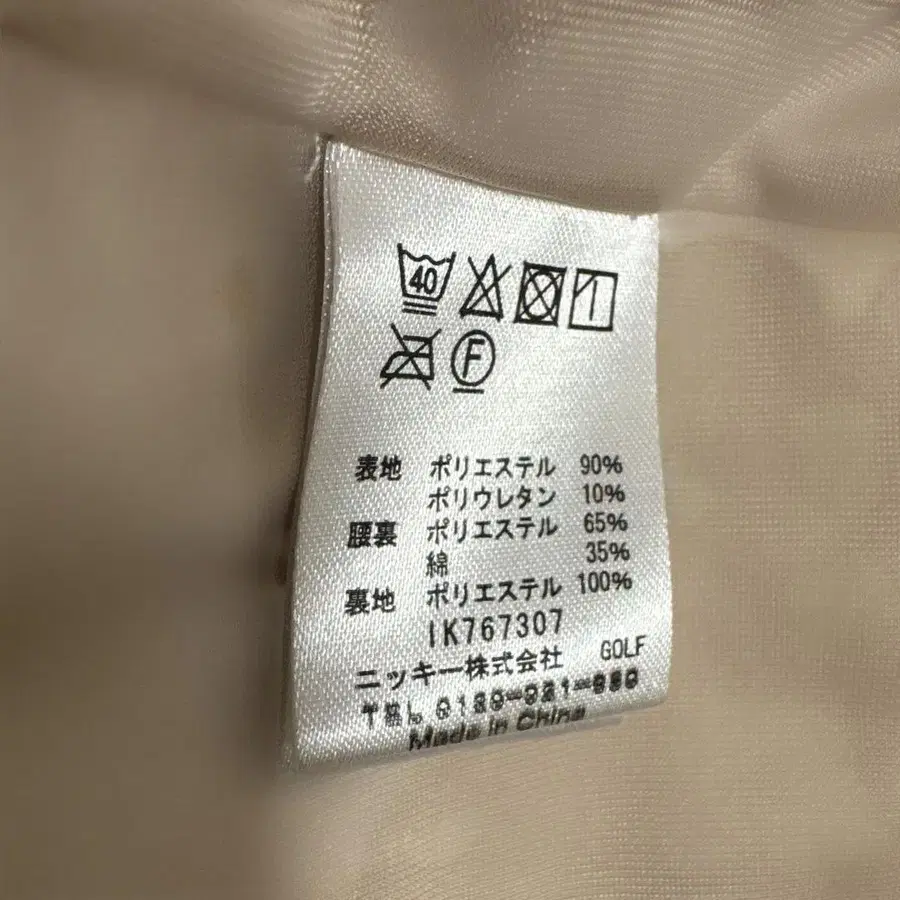 40
F
表地 ポリエステル 90%
ポリウレタン 10%
腰裏 ポリエステル 65%
綿 35%
裏地 ポリエステル 100%
IK767307
ニッキー株式会社 GOLF
Made in China